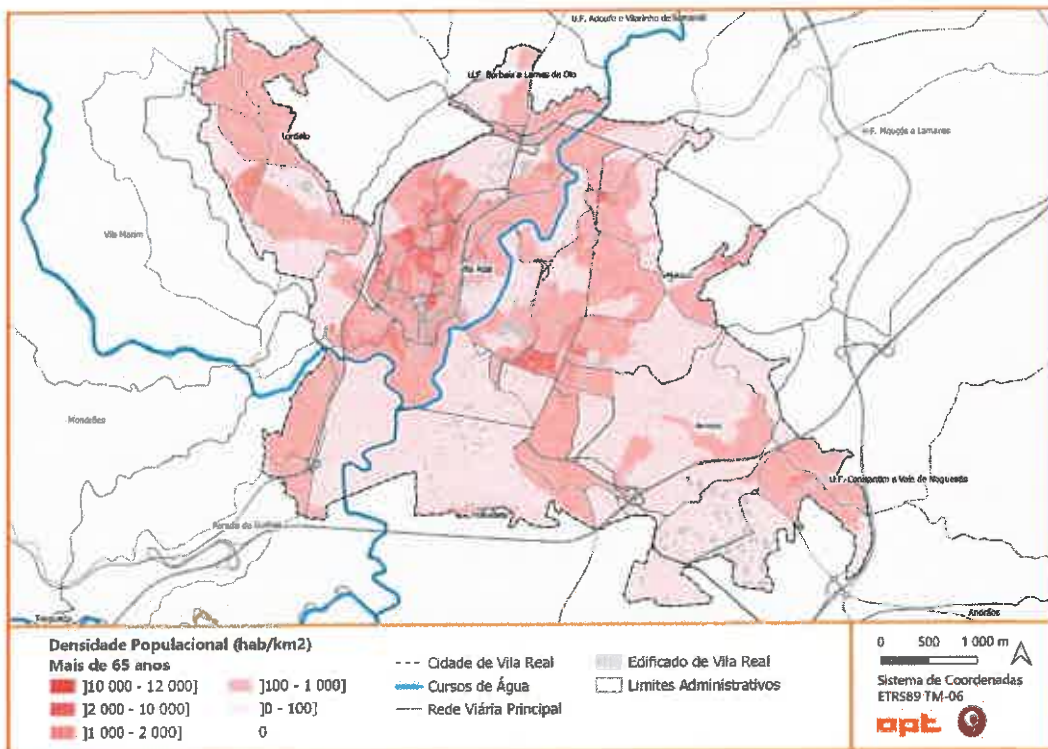 U.F. Adoufe e Vilarinho de Samardã
U.F. Borbela e Lamas de Olo
U.F. Mouçós e Lamares
Lordelo
Vila Marim
Vila Real
Mondrões
U.F. Constantim e Vale de Nogueiras
Parada de Cunhos
Andrães
Densidade Populacional (hab/km2)
Mais de 65 anos
]10 000 - 12 000]
]2 000 - 10 000]
]1 000 - 2 000]
]100 - 1 000]
]0 - 100]
0
Cidade de Vila Real
Cursos de Água
Rede Viária Principal
Edificado de Vila Real
Limites Administrativos
0 500 1 000 m
Sistema de Coordenadas
ETRS89 TM-06
opt